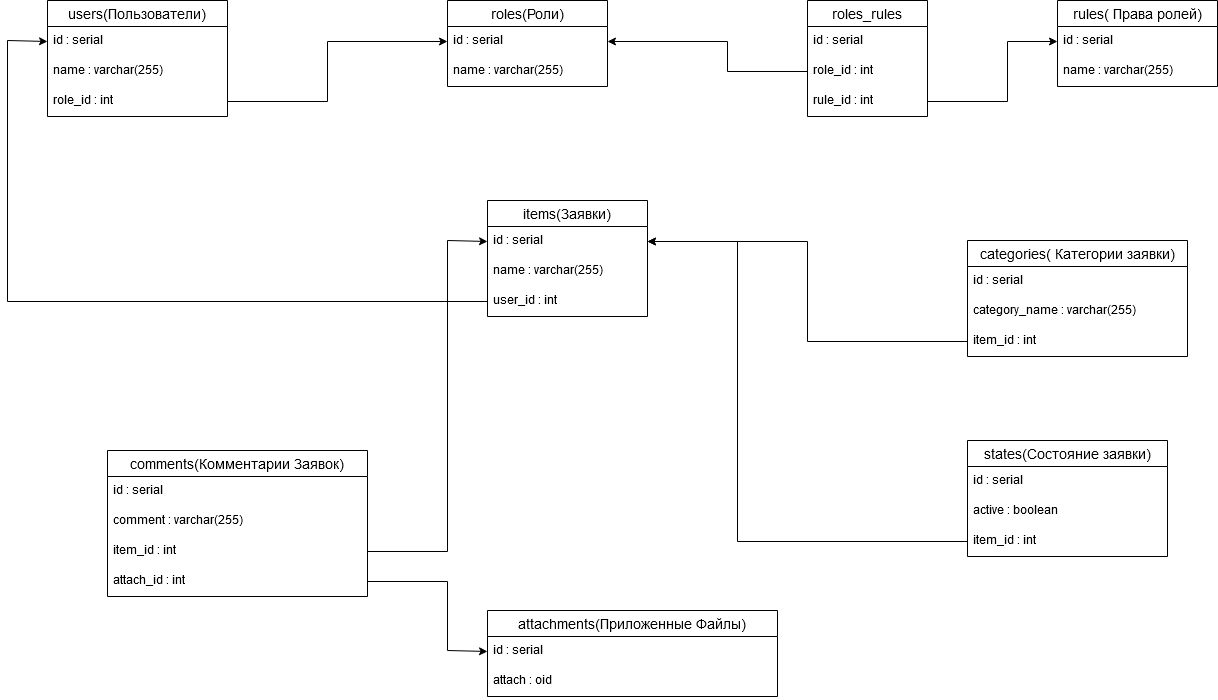 users(Пользователи)
id : serial
name : varchar(255)
role_id : int
roles(Роли)
id : serial
name : varchar(255)
roles_rules
id : serial
role_id : int
rule_id : int
rules( Права ролей)
id : serial
name : varchar(255)
items(Заявки)
id : serial
name : varchar(255)
user_id : int
categories( Категории заявки)
id : serial
category_name : varchar(255)
item_id : int
comments(Комментарии Заявок)
id : serial
comment : varchar(255)
item_id : int
attach_id : int
states(Состояние заявки)
id : serial
active : boolean
item_id : int
attachments(Приложенные Файлы)
id : serial
attach : oid